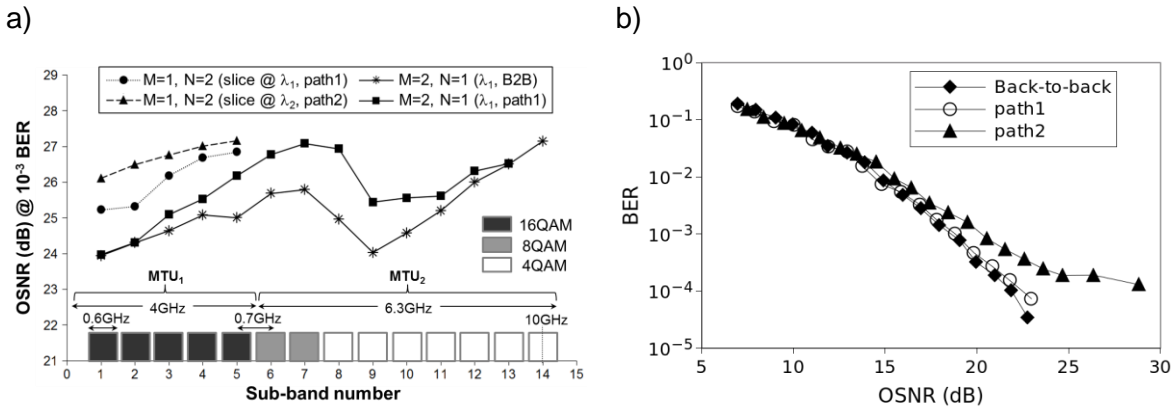 a)
M=1, N=2 (slice @ λ1, path1)
M=2, N=1 (λ1, B2B)
M=1, N=2 (slice @ λ2, path2)
M=2, N=1 (λ1, path1)
OSNR (dB) @ 10-3 BER
29
28
27
26
25
24
23
22
21
16QAM
8QAM
4QAM
MTU1
MTU2
4GHz
6.3GHz
0.6GHz
0.7GHz
10GHz
0 1 2 3 4 5 6 7 8 9 10 11 12 13 14 15
Sub-band number
b)
BER
10^0
10^-1
10^-2
10^-3
10^-4
10^-5
Back-to-back
path1
path2
5 10 15 20 25 30
OSNR (dB)